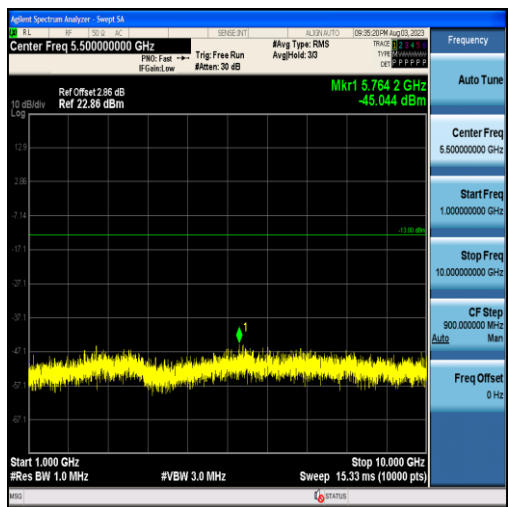 Agilent Spectrum Analyzer - Swept SA
RL RF 50 Ω AC SENSE:INT ALIGN AUTO 09:35:20 PM Aug 03, 2023
Center Freq 5.500000000 GHz
PNO: Fast
IFGain:Low
Trig: Free Run
#Atten: 30 dB
#Avg Type: RMS
Avg|Hold: 3/3
TRACE 1 2 3 4 5 6
TYPE M
DET P P P P P P
Mkr1 5.764 2 GHz
-45.044 dBm
Ref Offset 2.86 dB
Ref 22.86 dBm
10 dB/div
Log
12.9
2.86
-7.14
-13.00 dBm
-17.1
-27.1
1
-37.1
-47.1
-57.1
-67.1
Start 1.000 GHz
#Res BW 1.0 MHz
#VBW 3.0 MHz
Stop 10.000 GHz
Sweep 15.33 ms (10000 pts)
MSG
STATUS
Frequency
Auto Tune
Center Freq
5.500000000 GHz
Start Freq
1.000000000 GHz
Stop Freq
10.000000000 GHz
CF Step
900.000000 MHz
Auto Man
Freq Offset
0 Hz